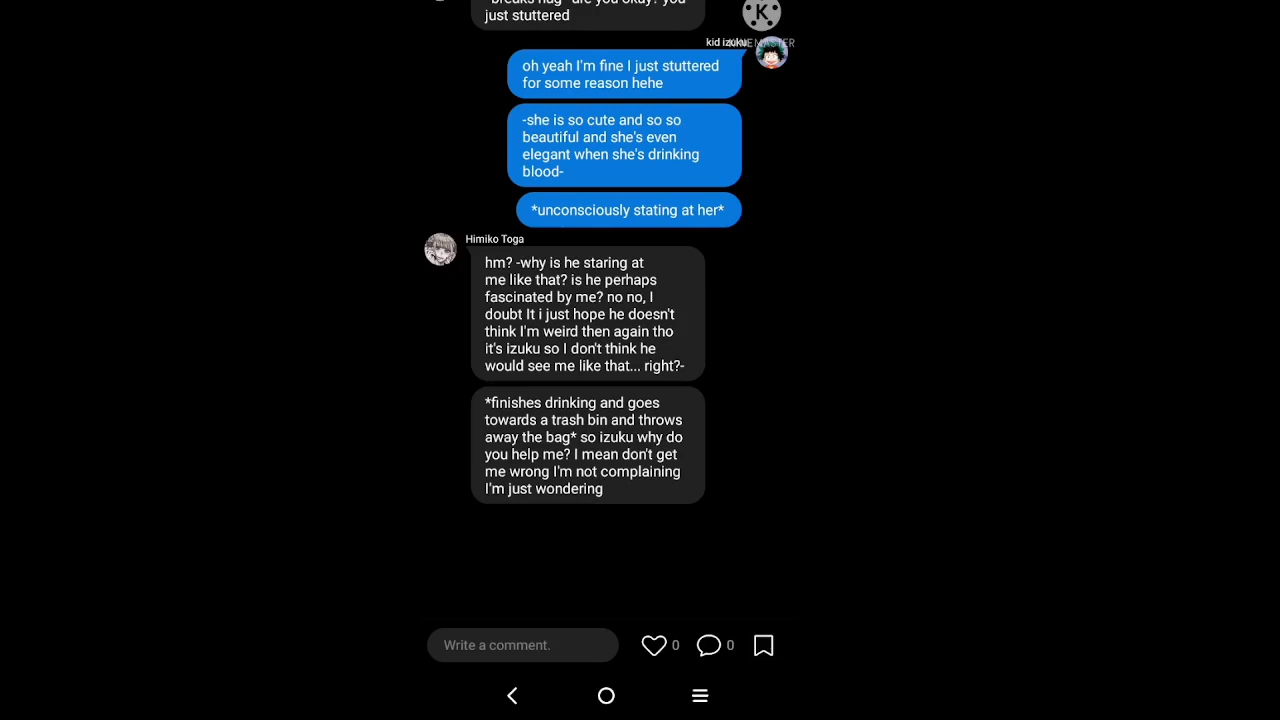 just stuttered
K
kid izuku
oh yeah I'm fine I just stuttered
for some reason hehe
-she is so cute and so so
beautiful and she's even
elegant when she's drinking
blood-
*unconsciously stating at her*
Himiko Toga
hm? -why is he staring at
me like that? is he perhaps
fascinated by me? no no, I
doubt It i just hope he doesn't
think I'm weird then again tho
it's izuku so I don't think he
would see me like that... right?-
*finishes drinking and goes
towards a trash bin and throws
away the bag* so izuku why do
you help me? I mean don't get
me wrong I'm not complaining
I'm just wondering
Write a comment.
0
0